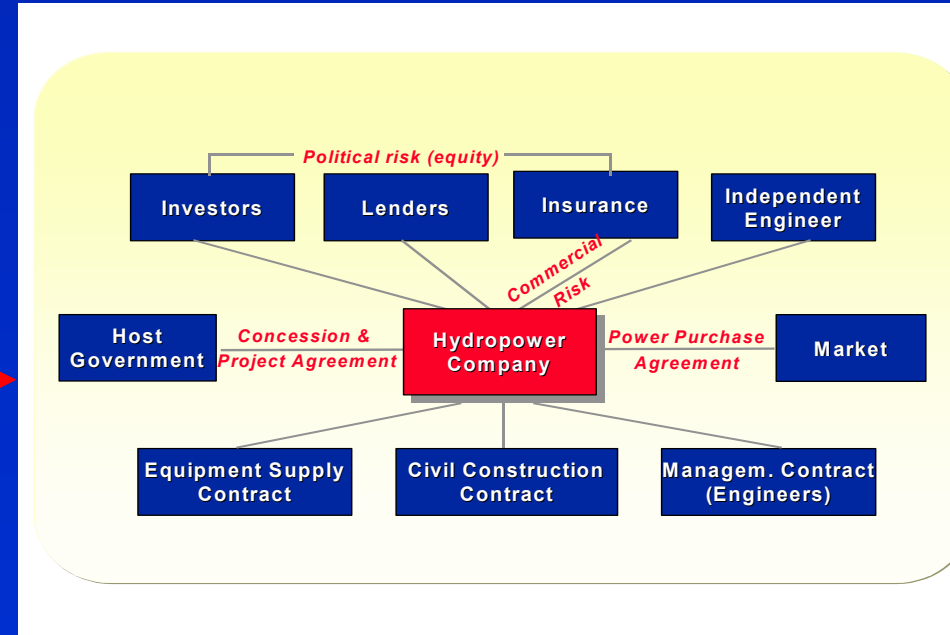 Political risk (equity)
Investors
Lenders
Insurance
Independent
Engineer
Commercial
Risk
Host
Government
Concession &
Project Agreement
Hydropower
Company
Power Purchase
Agreement
Market
Equipment Supply
Contract
Civil Construction
Contract
Managem. Contract
(Engineers)